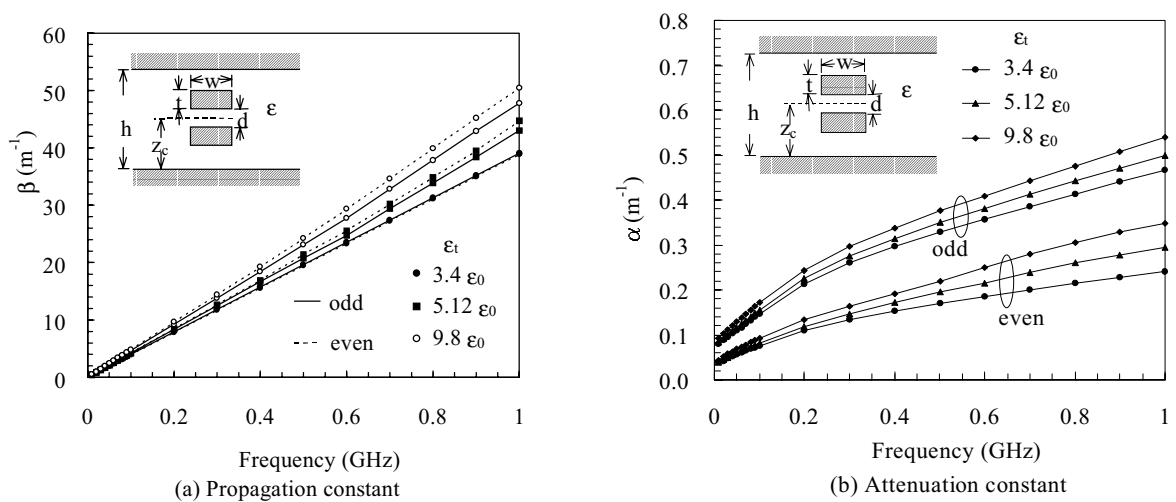 60
50
40
30
20
10
0
β (m⁻¹)
h
w
t
d
ε
z_c
ε_t
3.4 ε₀
5.12 ε₀
9.8 ε₀
odd
even
0 0.2 0.4 0.6 0.8 1
Frequency (GHz)
(a) Propagation constant
0.8
0.7
0.6
0.5
0.4
0.3
0.2
0.1
0.0
α (m⁻¹)
h
w
t
d
ε
z_c
ε_t
3.4 ε₀
5.12 ε₀
9.8 ε₀
odd
even
0 0.2 0.4 0.6 0.8 1
Frequency (GHz)
(b) Attenuation constant